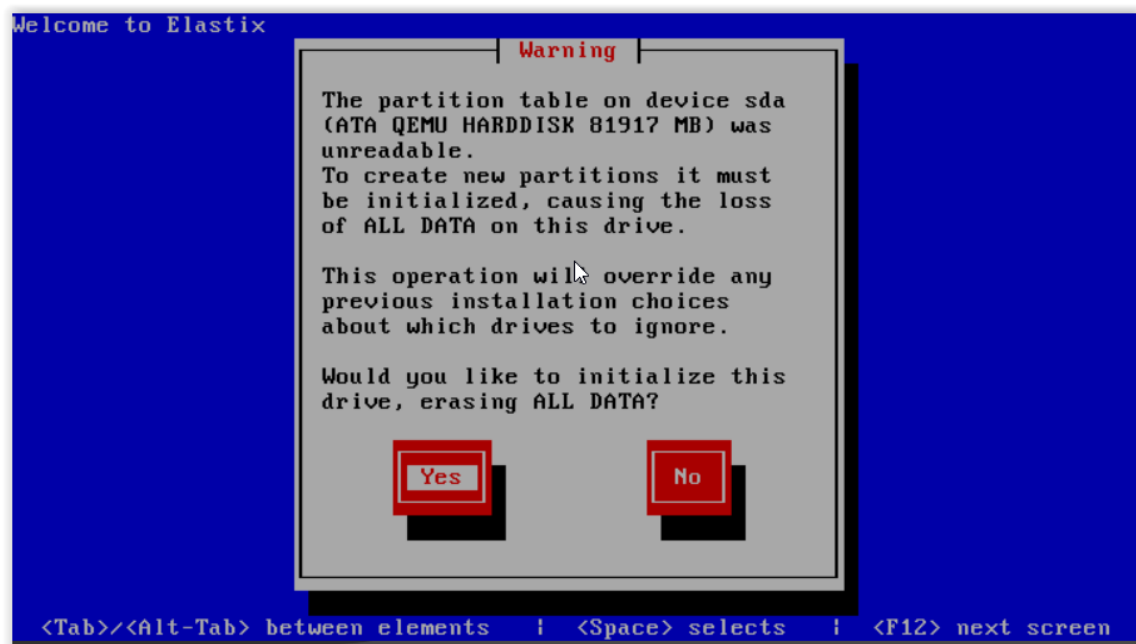 Welcome to Elastix
Warning
The partition table on device sda
(ATA QEMU HARDDISK 81917 MB) was
unreadable.
To create new partitions it must
be initialized, causing the loss
of ALL DATA on this drive.
This operation will override any
previous installation choices
about which drives to ignore.
Would you like to initialize this
drive, erasing ALL DATA?
Yes No
<Tab>/<Alt-Tab> between elements | <Space> selects | <F12> next screen